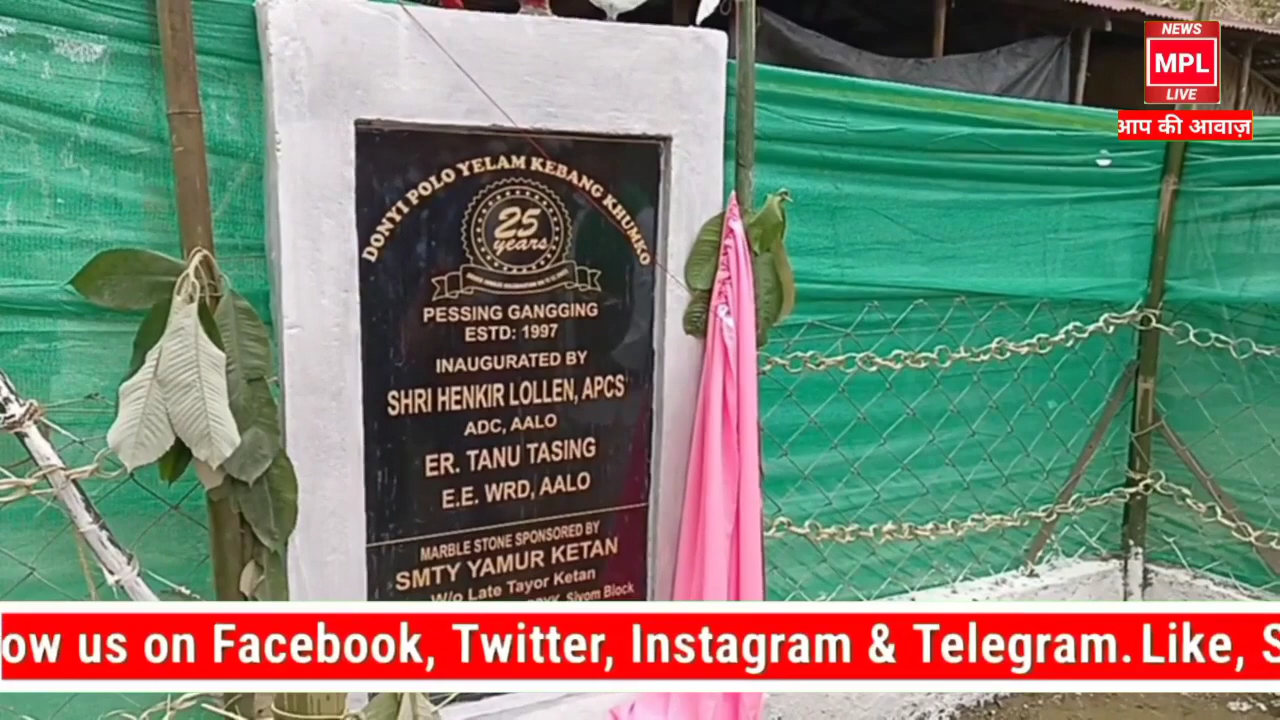 NEWS
MPL
LIVE
आप की आवाज़
DONYI POLO YELAM KEBANG KHUMKO
25
years
PESSING GANGGING
ESTD: 1997
INAUGURATED BY
SHRI HENKIR LOLLEN, APCS
ADC, AALO
ER. TANU TASING
E.E. WRD, AALO
MARBLE STONE SPONSORED BY
SMTY YAMUR KETAN
W/o Late Tayor Ketan
Siyom Block
ow us on Facebook, Twitter, Instagram & Telegram. Like, S